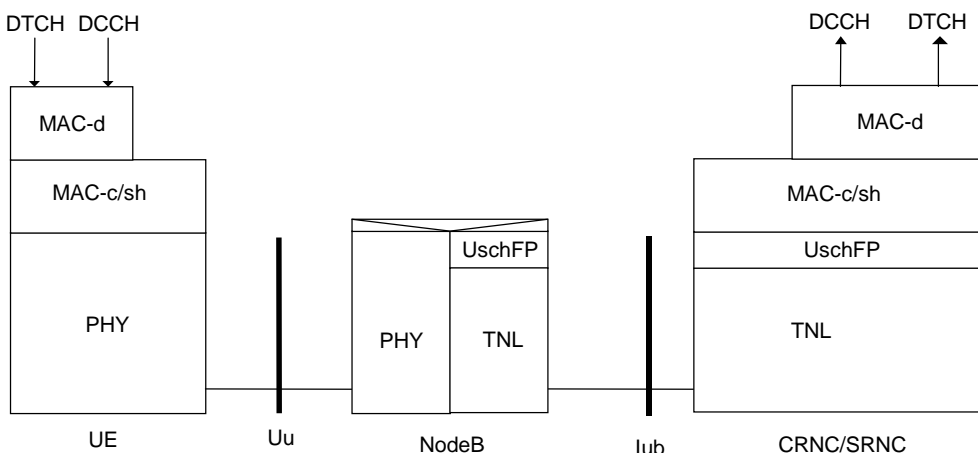 DTCH DCCH
DCCH DTCH
MAC-d
MAC-d
MAC-c/sh
MAC-c/sh
UschFP
UschFP
PHY
PHY
TNL
TNL
UE
Uu
NodeB
Iub
CRNC/SRNC